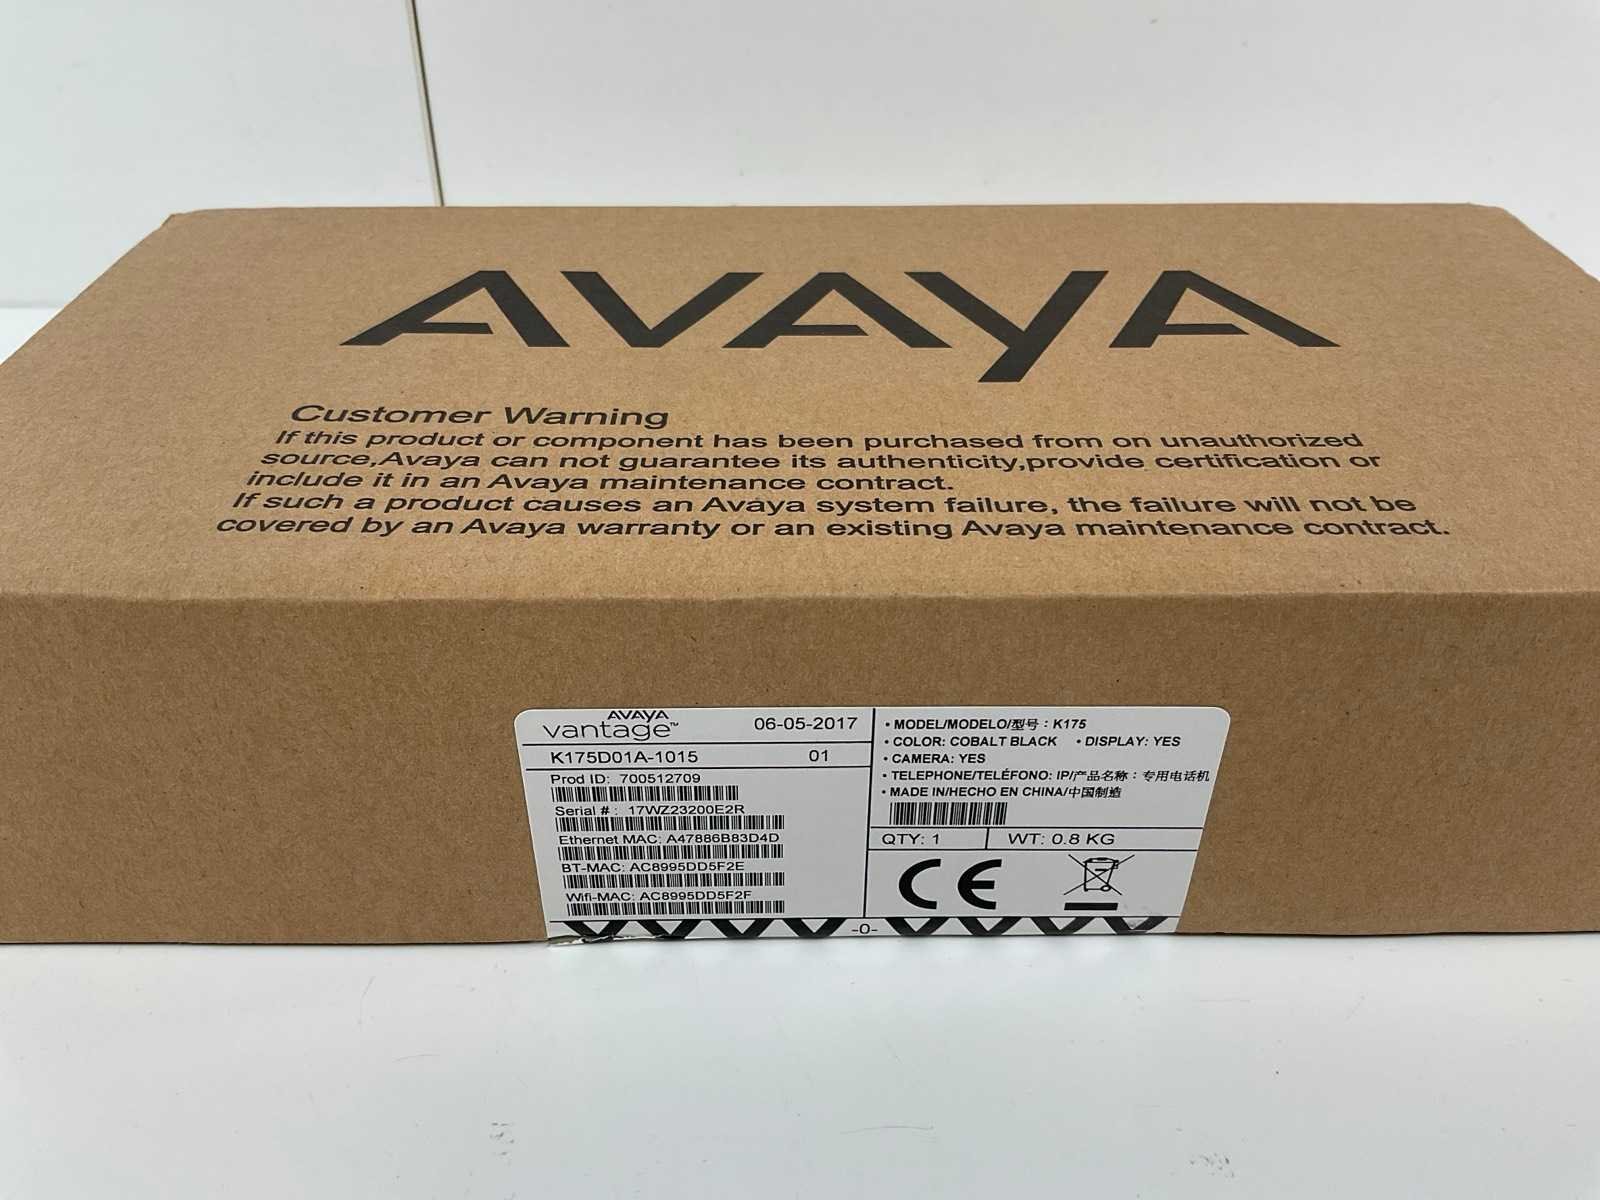 AVAYA
Customer Warning
If this product or component has been purchased from on unauthorized
source,Avaya can not guarantee its authenticity,provide certification or
include it in an Avaya maintenance contract.
If such a product causes an Avaya system failure, the failure will not be
covered by an Avaya warranty or an existing Avaya maintenance contract.
AVAYA
vantage™
06-05-2017
K175D01A-1015 01
Prod ID: 700512709
Serial # : 17WZ23200E2R
Ethernet MAC: A47886B83D4D
BT-MAC: AC8995DD5F2E
Wifi-MAC: AC8995DD5F2F
• MODEL/MODELO/型号 : K175
• COLOR: COBALT BLACK • DISPLAY: YES
• CAMERA: YES
• TELEPHONE/TELÉFONO: IP/产品名称：专用电话机
• MADE IN/HECHO EN CHINA/中国制造
QTY: 1 WT: 0.8 KG
CE
-0-